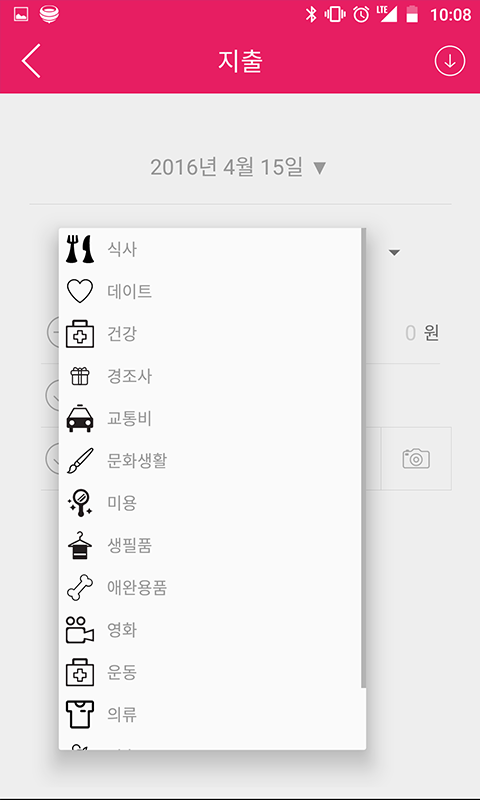 LTE 10:08
지출
2016년 4월 15일 ▼
식사
데이트
건강
0 원
경조사
교통비
문화생활
미용
생필품
애완용품
영화
운동
의류